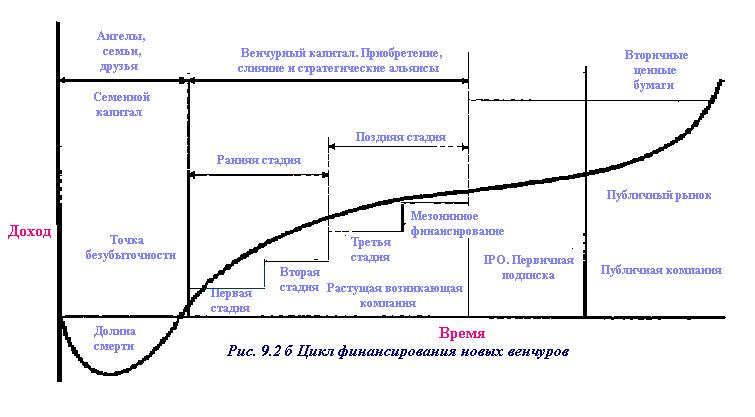 Ангелы,
семьи,
друзья
Семенной
капитал
Венчурный капитал. Приобретение,
слияние и стратегические альянсы
Вторичные
ценные
бумаги
Поздняя стадия
Ранняя стадия
Публичный рынок
Доход
Точка
безубыточности
Мезониннoе
финансирование
Третья
стадия
IPO. Первичная
подписка
Публичная компания
Вторая
стадия
Первая
стадия
Растущая возникающая
компания
Долина
смерти
Время
Рис. 9.2 б Цикл финансирования новых венчуров